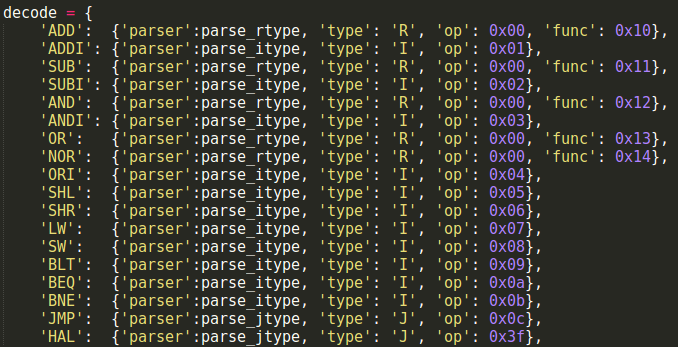 decode = {
    'ADD':  {'parser':parse_rtype, 'type': 'R', 'op': 0x00, 'func': 0x10},
    'ADDI': {'parser':parse_itype, 'type': 'I', 'op': 0x01},
    'SUB':  {'parser':parse_rtype, 'type': 'R', 'op': 0x00, 'func': 0x11},
    'SUBI': {'parser':parse_itype, 'type': 'I', 'op': 0x02},
    'AND':  {'parser':parse_rtype, 'type': 'R', 'op': 0x00, 'func': 0x12},
    'ANDI': {'parser':parse_itype, 'type': 'I', 'op': 0x03},
    'OR':   {'parser':parse_rtype, 'type': 'R', 'op': 0x00, 'func': 0x13},
    'NOR':  {'parser':parse_rtype, 'type': 'R', 'op': 0x00, 'func': 0x14},
    'ORI':  {'parser':parse_itype, 'type': 'I', 'op': 0x04},
    'SHL':  {'parser':parse_itype, 'type': 'I', 'op': 0x05},
    'SHR':  {'parser':parse_itype, 'type': 'I', 'op': 0x06},
    'LW':   {'parser':parse_itype, 'type': 'I', 'op': 0x07},
    'SW':   {'parser':parse_itype, 'type': 'I', 'op': 0x08},
    'BLT':  {'parser':parse_itype, 'type': 'I', 'op': 0x09},
    'BEQ':  {'parser':parse_itype, 'type': 'I', 'op': 0x0a},
    'BNE':  {'parser':parse_itype, 'type': 'I', 'op': 0x0b},
    'JMP':  {'parser':parse_jtype, 'type': 'J', 'op': 0x0c},
    'HAL':  {'parser':parse_jtype, 'type': 'J', 'op': 0x3f},